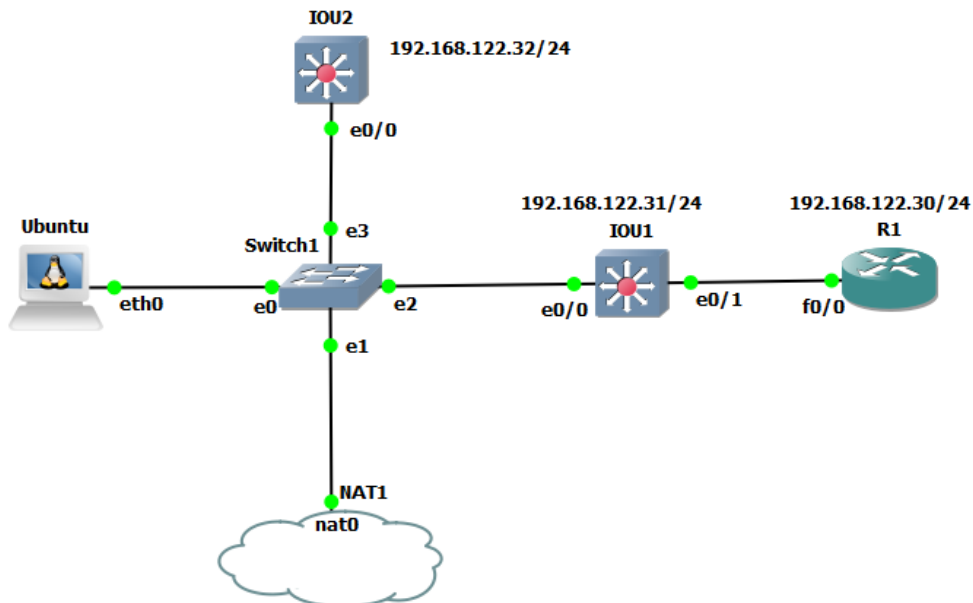 IOU2
192.168.122.32/24
e0/0
Ubuntu
eth0
Switch1
e3
e0
e2
e1
192.168.122.31/24
IOU1
e0/0
e0/1
192.168.122.30/24
R1
f0/0
NAT1
nat0